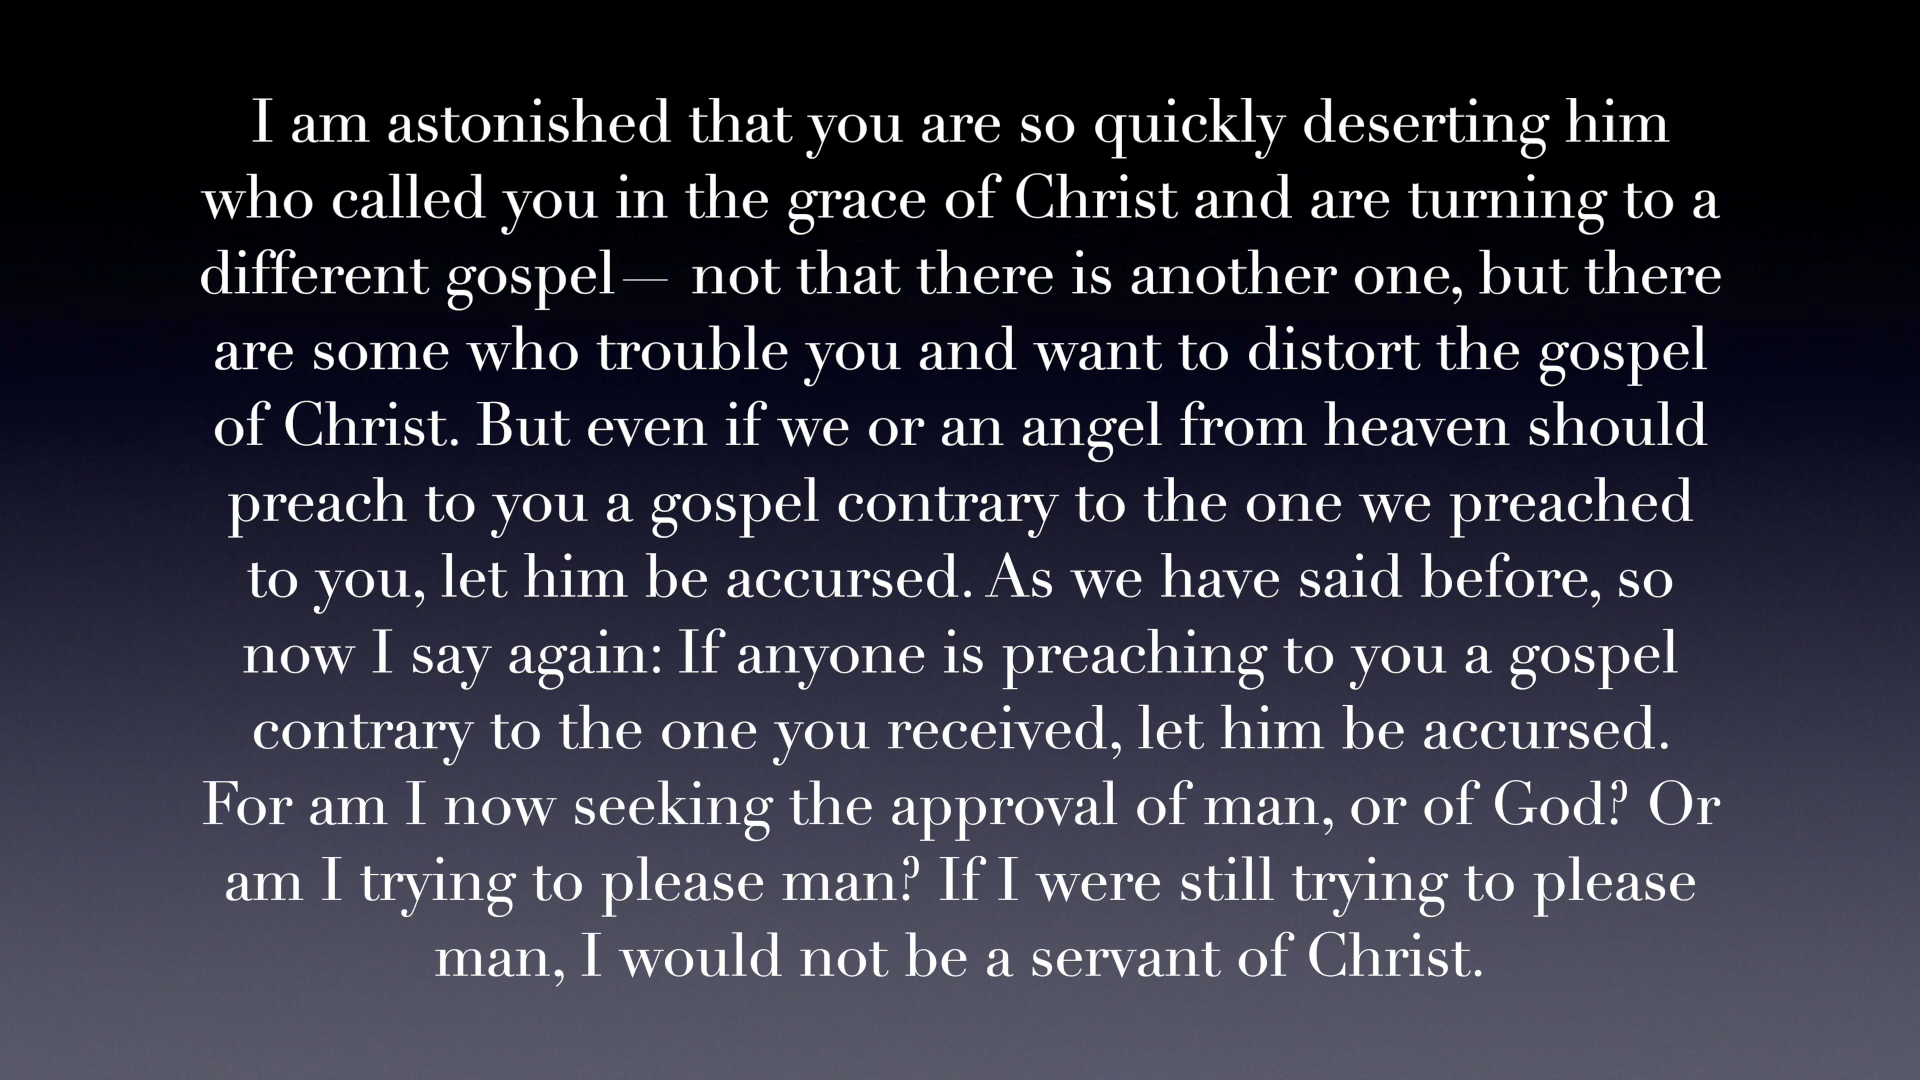 I am astonished that you are so quickly deserting him
who called you in the grace of Christ and are turning to a
different gospel— not that there is another one, but there
are some who trouble you and want to distort the gospel
of Christ. But even if we or an angel from heaven should
preach to you a gospel contrary to the one we preached
to you, let him be accursed. As we have said before, so
now I say again: If anyone is preaching to you a gospel
contrary to the one you received, let him be accursed.
For am I now seeking the approval of man, or of God? Or
am I trying to please man? If I were still trying to please
man, I would not be a servant of Christ.